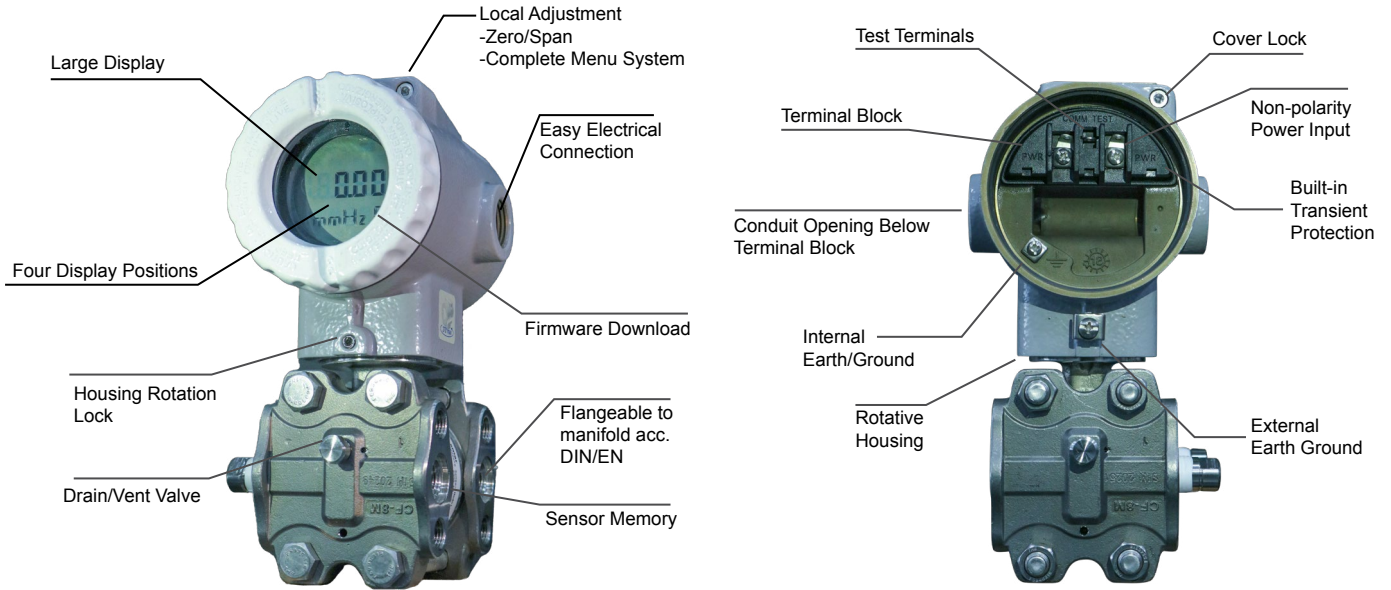 Local Adjustment
-Zero/Span
-Complete Menu System
Large Display
Easy Electrical
Connection
0.00
mmH2
Four Display Positions
Firmware Download
Housing Rotation
Lock
Flangeable to
manifold acc.
DIN/EN
Drain/Vent Valve
Sensor Memory
1
CF-8M
Test Terminals
Cover Lock
Terminal Block
Non-polarity
Power Input
COMM TEST
PWR
PWR
Built-in
Transient
Protection
Conduit Opening Below
Terminal Block
Internal
Earth/Ground
Rotative
Housing
External
Earth Ground
1
CF-8M